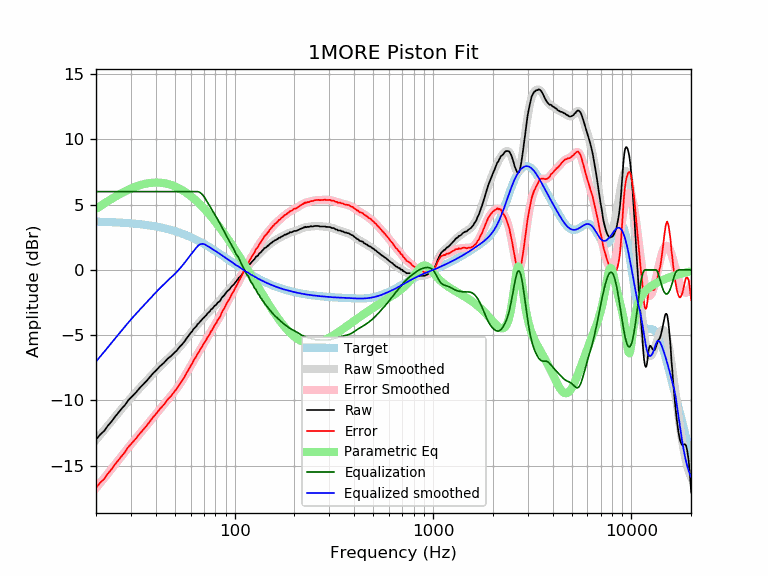 1MORE Piston Fit
15
10
5
0
−5
−10
−15
Amplitude (dBr)
100
1000
10000
Frequency (Hz)
Target
Raw Smoothed
Error Smoothed
Raw
Error
Parametric Eq
Equalization
Equalized smoothed